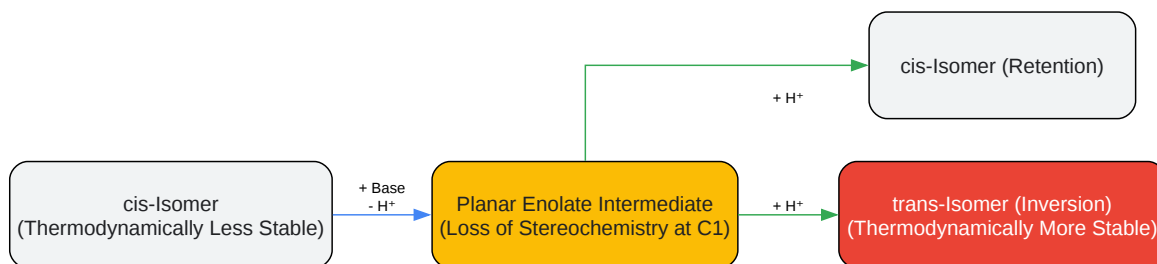 cis-Isomer (Retention)
+ H⁺
cis-Isomer
(Thermodynamically Less Stable)
+ Base
- H⁺
Planar Enolate Intermediate
(Loss of Stereochemistry at C1)
+ H⁺
trans-Isomer (Inversion)
(Thermodynamically More Stable)